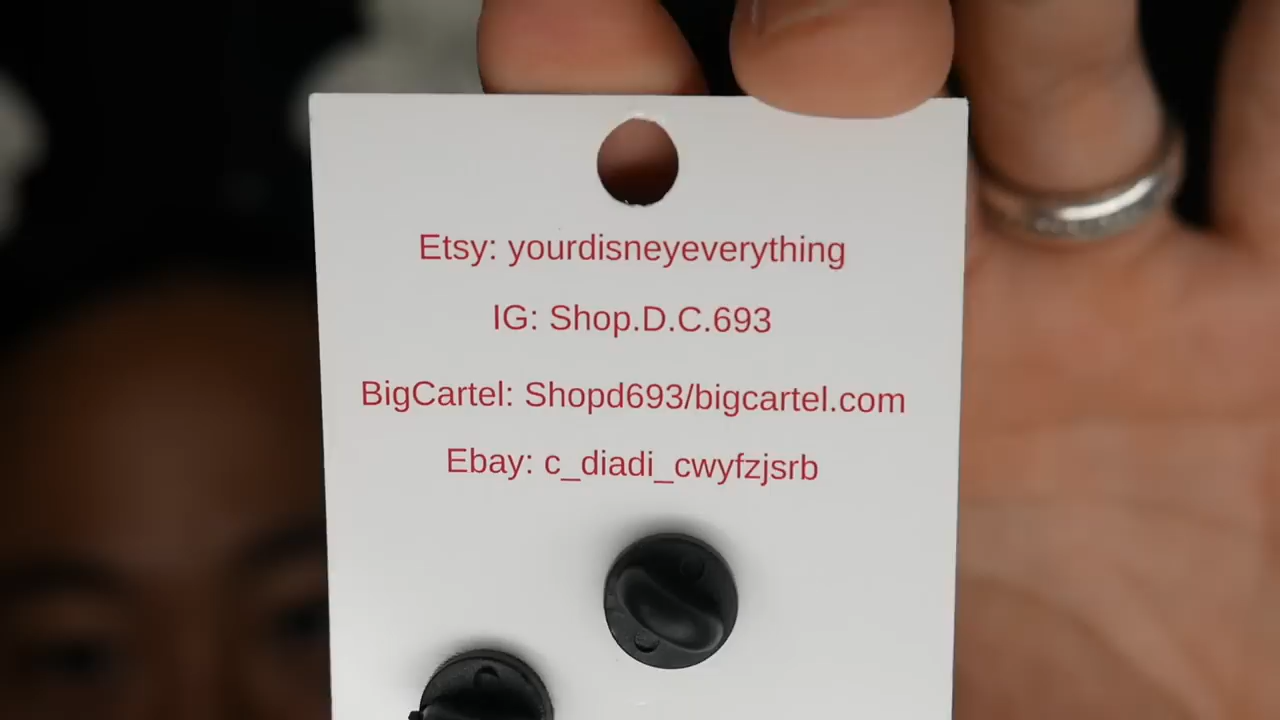 Etsy: yourdisneyeverything
IG: Shop.D.C.693
BigCartel: Shopd693/bigcartel.com
Ebay: c_diadi_cwyfzjsrb